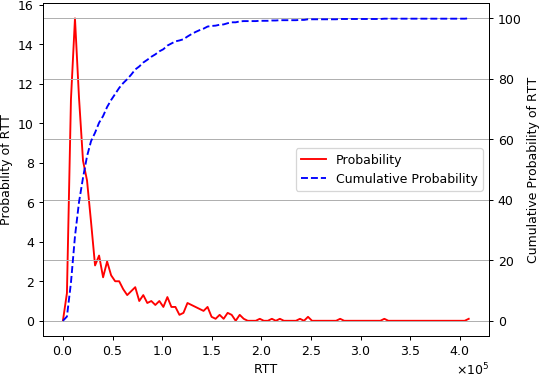 16
14
12
10
8
6
4
2
0
Probability of RTT
100
80
60
40
20
0
Cumulative Probability of RTT
Probability
Cumulative Probability
0.0 0.5 1.0 1.5 2.0 2.5 3.0 3.5 4.0
×10⁵
RTT